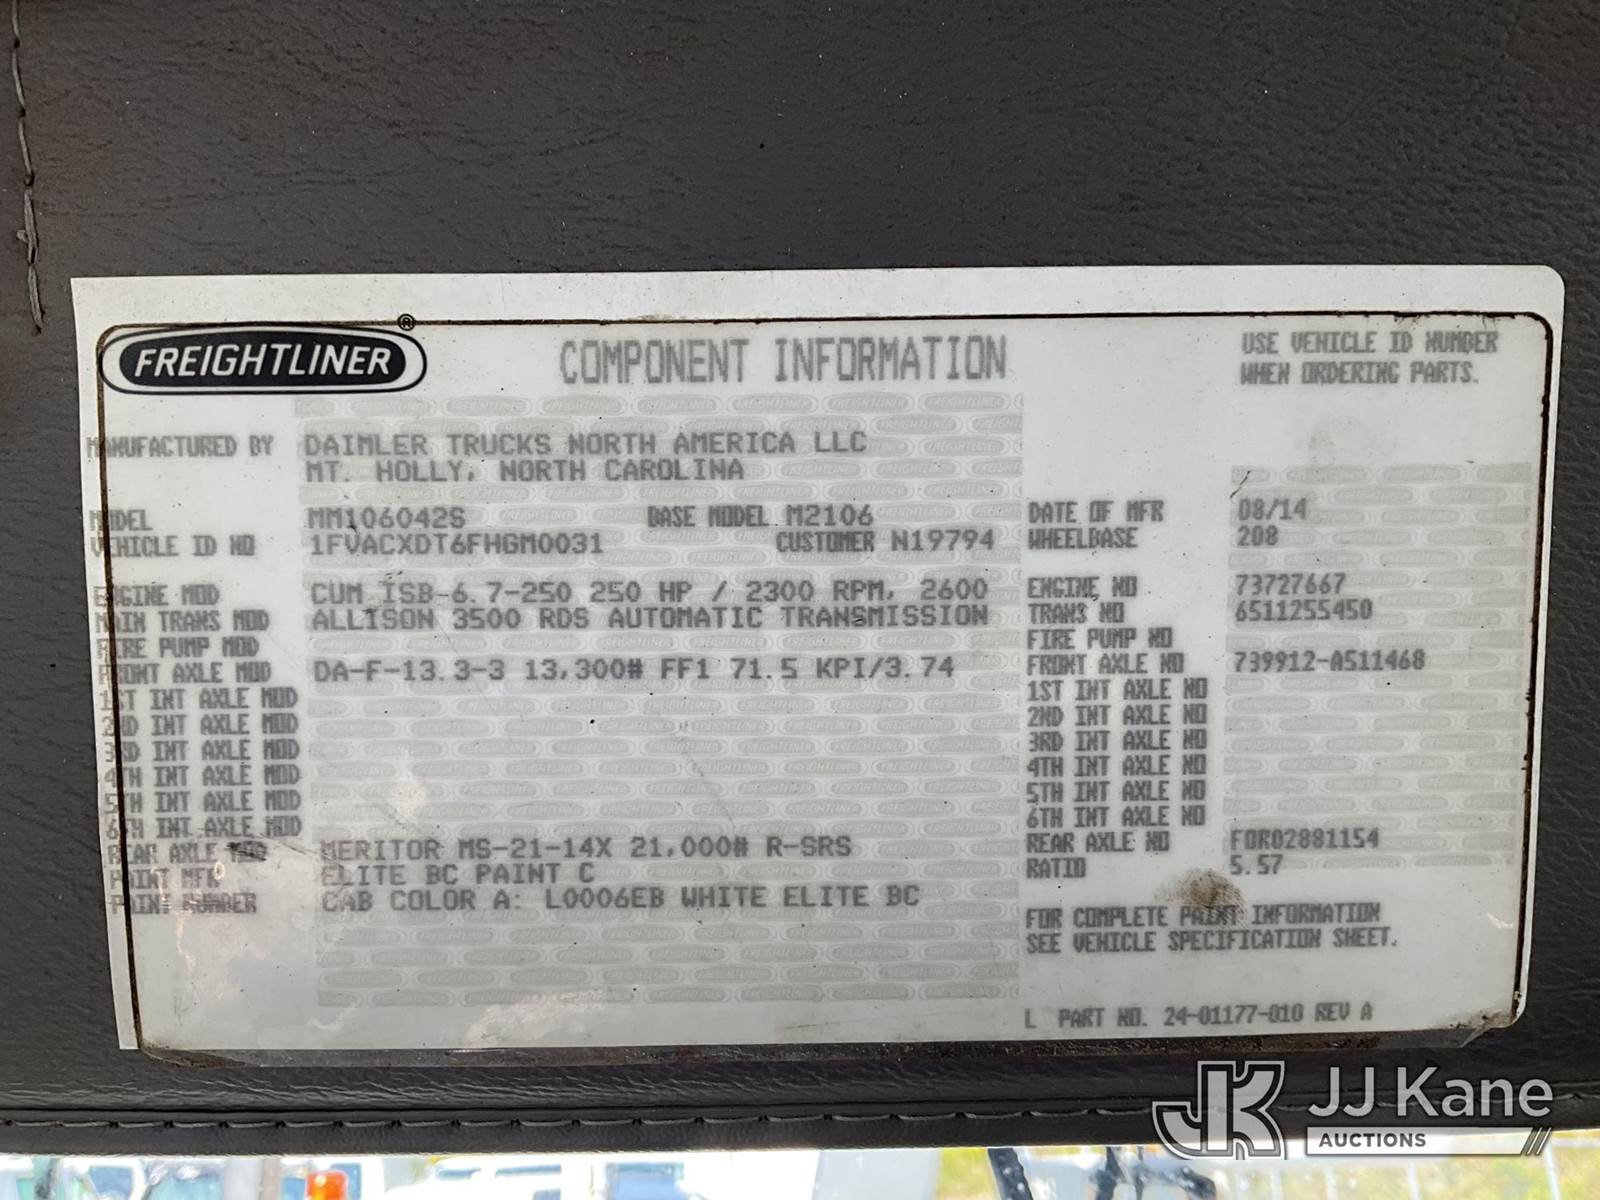 FREIGHTLINER ®
COMPONENT INFORMATION
USE VEHICLE ID NUMBER
WHEN ORDERING PARTS.
MANUFACTURED BY DAIMLER TRUCKS NORTH AMERICA LLC
MT. HOLLY, NORTH CAROLINA
MODEL MM106042S BASE MODEL M2106 DATE OF MFR 08/14
VEHICLE ID NO 1FVACXDT6FHGM0031 CUSTOMER N19794 WHEELBASE 208
ENGINE MOD CUM ISB-6.7-250 250 HP / 2300 RPM, 2600 ENGINE NO 73727667
MAIN TRANS MOD ALLISON 3500 RDS AUTOMATIC TRANSMISSION TRANS NO 6511255450
FIRE PUMP MOD FIRE PUMP NO
FRONT AXLE MOD DA-F-13.3-3 13,300# FF1 71.5 KPI/3.74 FRONT AXLE NO 739912-AS11468
1ST INT AXLE MOD 1ST INT AXLE NO
2ND INT AXLE MOD 2ND INT AXLE NO
3RD INT AXLE MOD 3RD INT AXLE NO
4TH INT AXLE MOD 4TH INT AXLE NO
5TH INT AXLE MOD 5TH INT AXLE NO
6TH INT AXLE MOD 6TH INT AXLE NO
REAR AXLE MOD MERITOR MS-21-14X 21,000# R-SRS REAR AXLE NO FOR02881154
PAINT MFR ELITE BC PAINT C RATIO 5.57
PAINT NUMBER CAB COLOR A: L0006EB WHITE ELITE BC
FOR COMPLETE PAINT INFORMATION
SEE VEHICLE SPECIFICATION SHEET.
L PART NO. 24-01177-010 REV A
JK JJ Kane
AUCTIONS